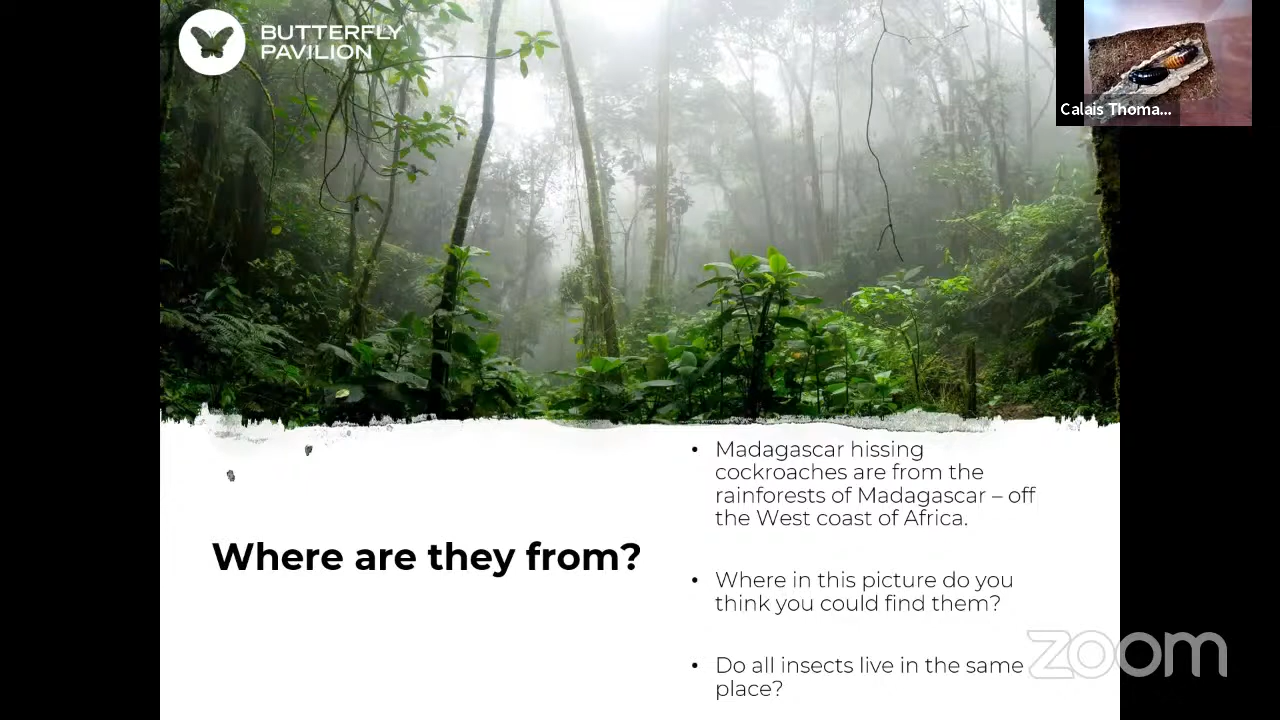 BUTTERFLY
PAVILION
Calais Thoma...
• Madagascar hissing
cockroaches are from the
rainforests of Madagascar – off
the West coast of Africa.
Where are they from?
• Where in this picture do you
think you could find them?
• Do all insects live in the same
place?
zoom